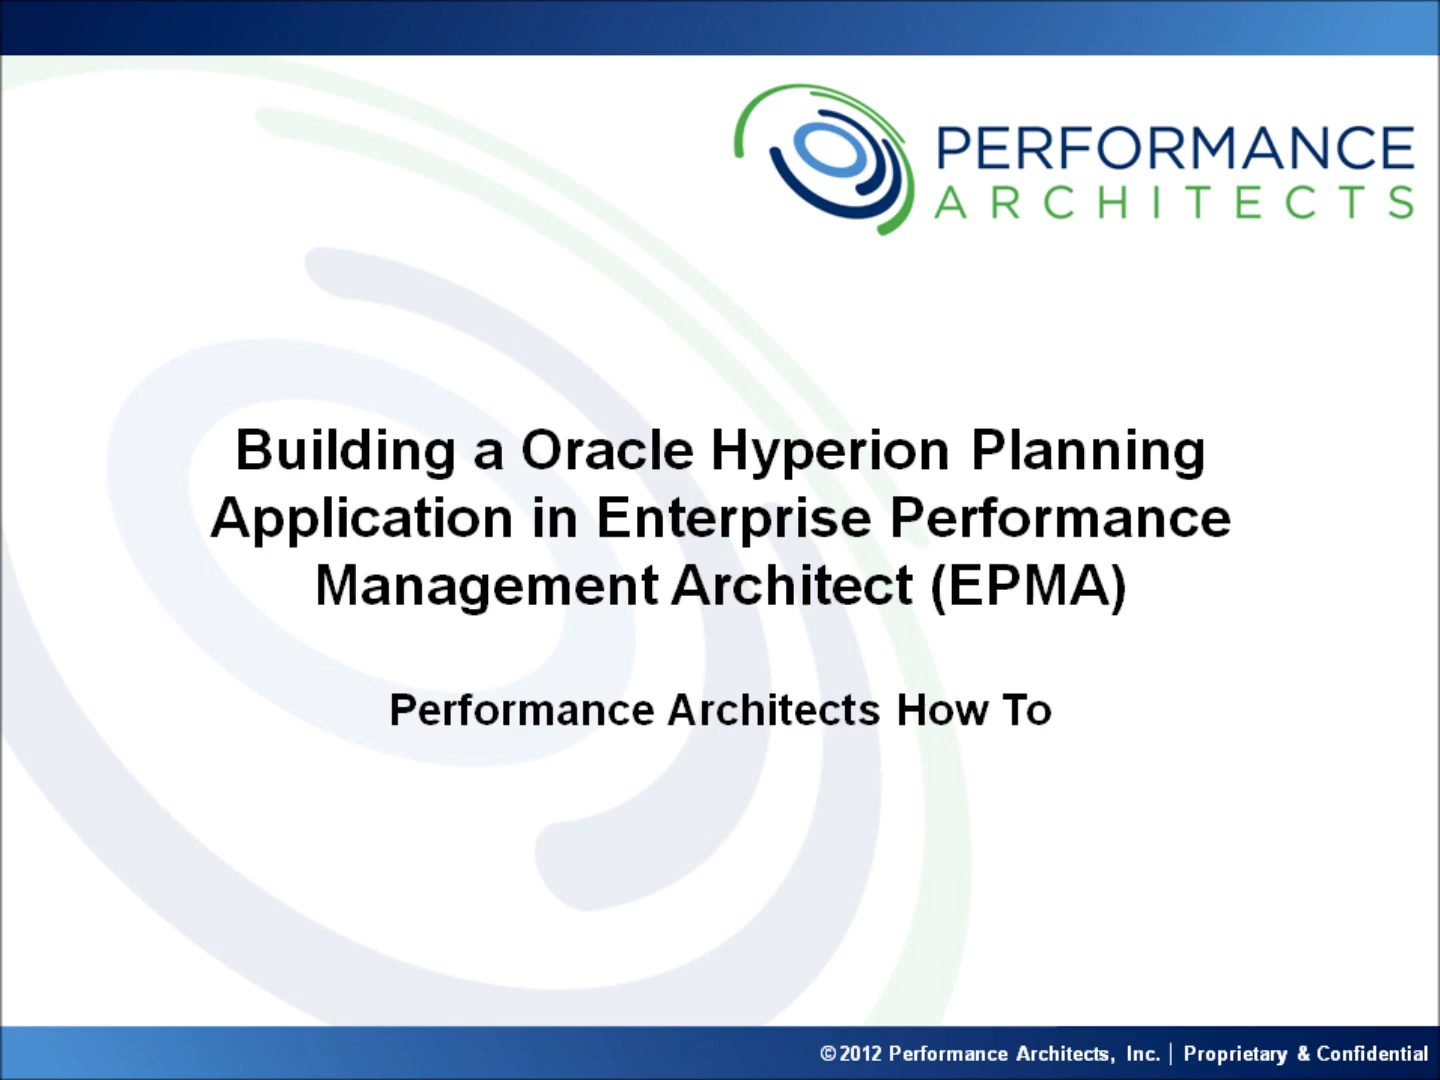 PERFORMANCE
ARCHITECTS
Building a Oracle Hyperion Planning
Application in Enterprise Performance
Management Architect (EPMA)
Performance Architects How To
©2012 Performance Architects, Inc. | Proprietary & Confidential